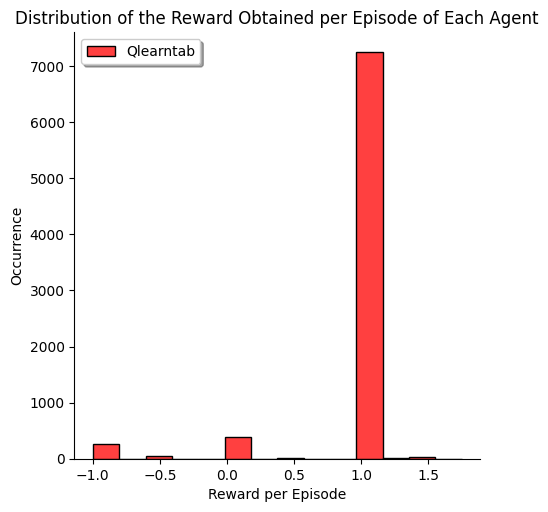 Distribution of the Reward Obtained per Episode of Each Agent
Qlearntab
7000
6000
5000
4000
3000
2000
1000
0
Occurrence
−1.0 −0.5 0.0 0.5 1.0 1.5
Reward per Episode